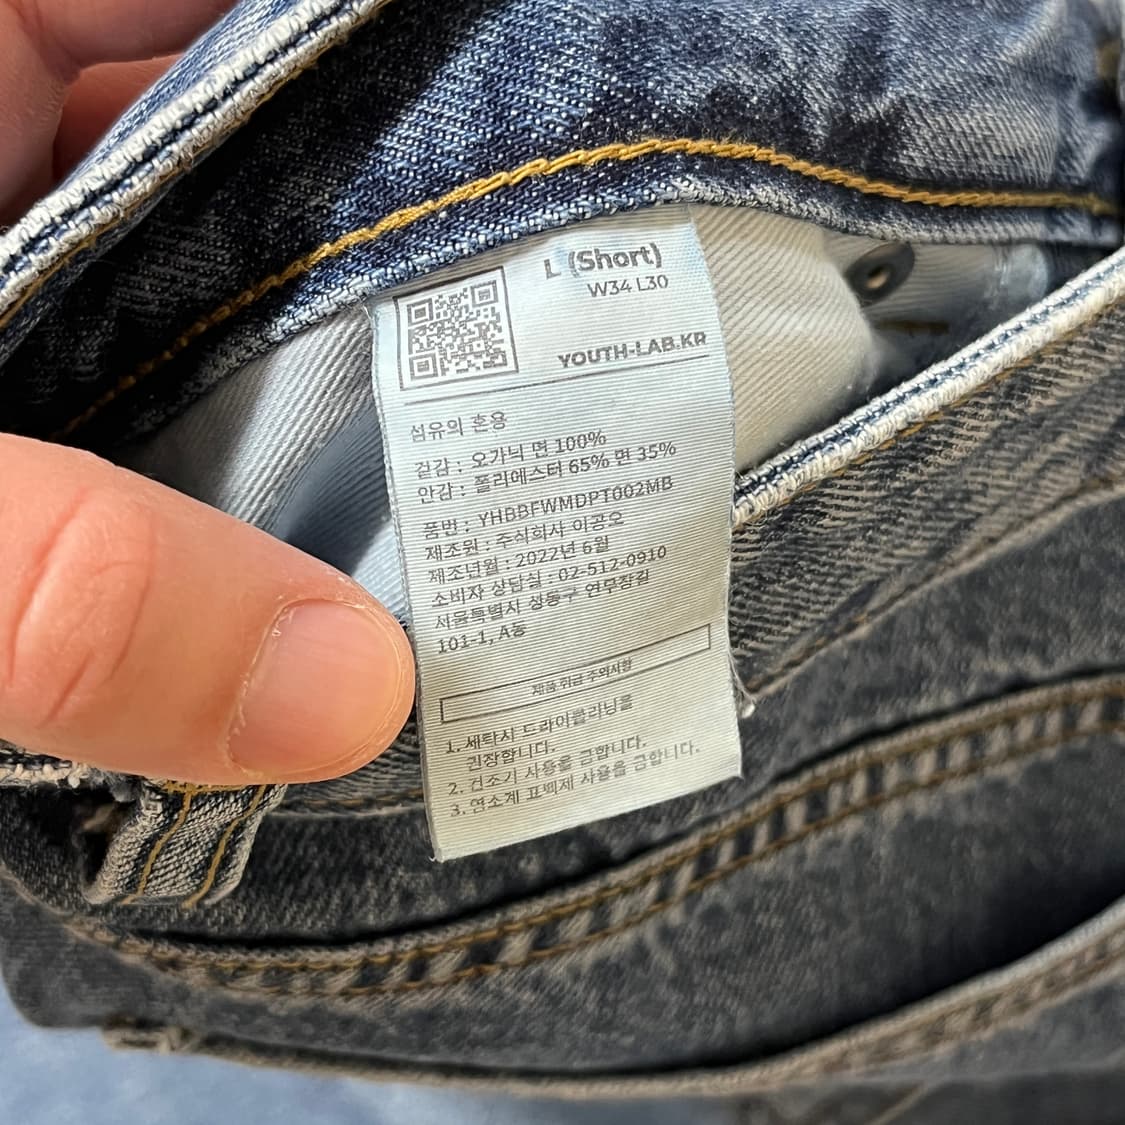 L (Short)
W34 L30
YOUTH-LAB.KR
섬유의 혼용
겉감 : 오가닉 면 100%
안감 : 폴리에스터 65% 면 35%
품번 : YHBBFWMDPT002MB
제조원 : 주식회사 이공오
제조년월 : 2022년 6월
소비자 상담실 : 02-512-0910
서울특별시 성동구 연무장길
101-1, A동
제품 취급 주의사항
1. 세탁시 드라이클리닝을
권장합니다.
2. 건조기 사용을 금합니다.
3. 염소계 표백제 사용을 금합니다.